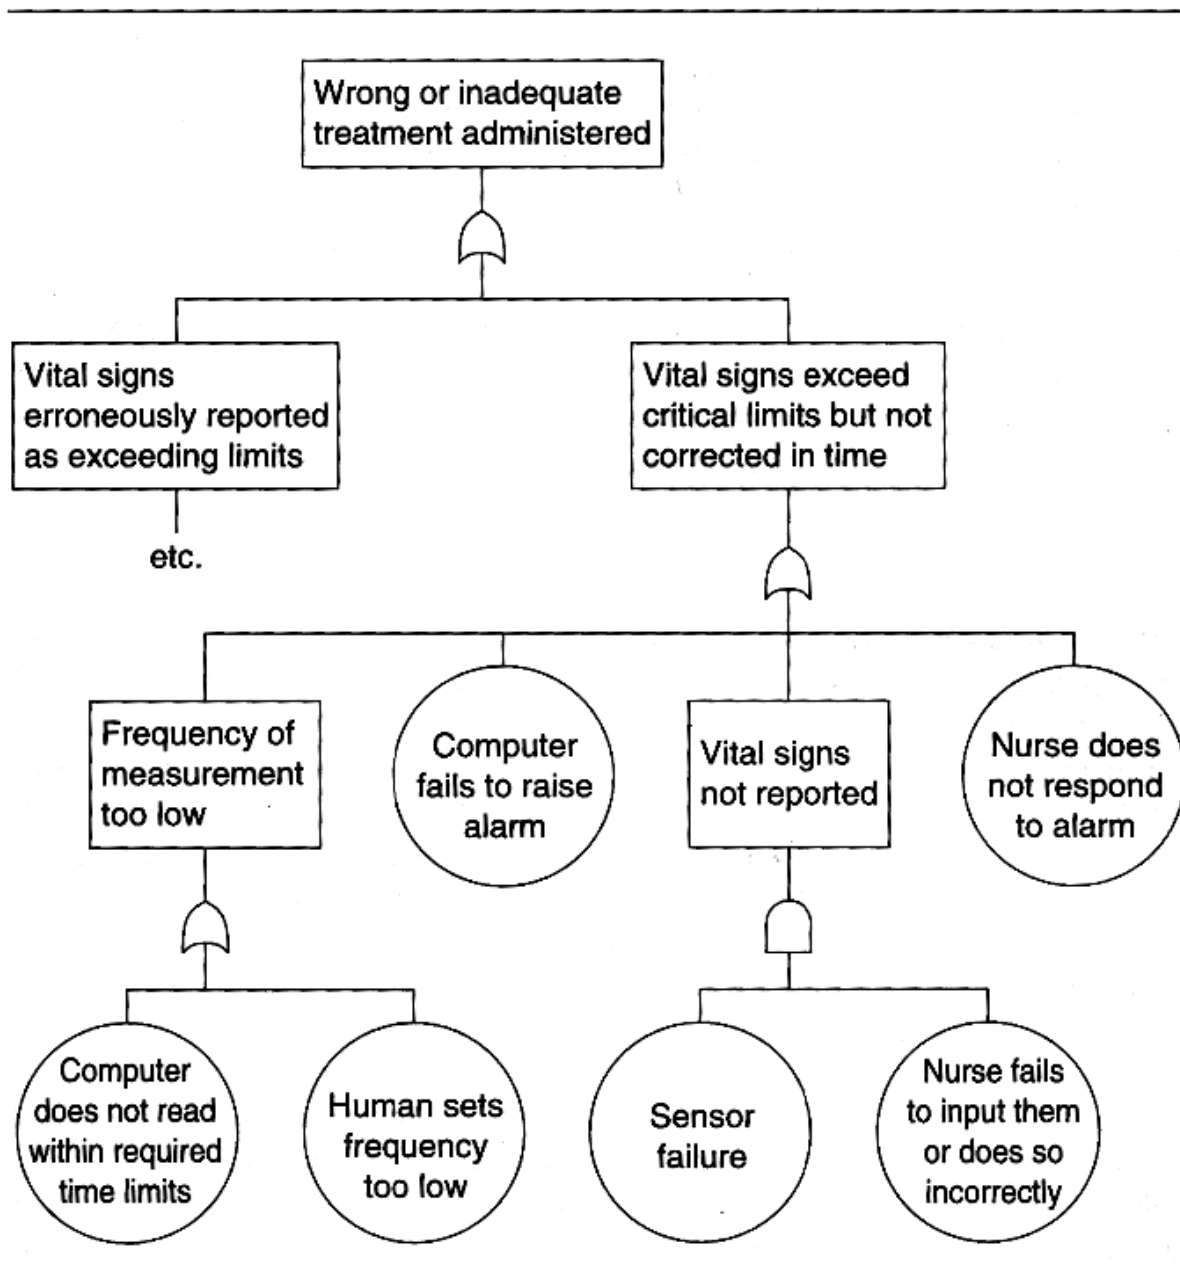 Wrong or inadequate
treatment administered
Vital signs
erroneously reported
as exceeding limits
etc.
Vital signs exceed
critical limits but not
corrected in time
Frequency of
measurement
too low
Computer
fails to raise
alarm
Vital signs
not reported
Nurse does
not respond
to alarm
Computer
does not read
within required
time limits
Human sets
frequency
too low
Sensor
failure
Nurse fails
to input them
or does so
incorrectly